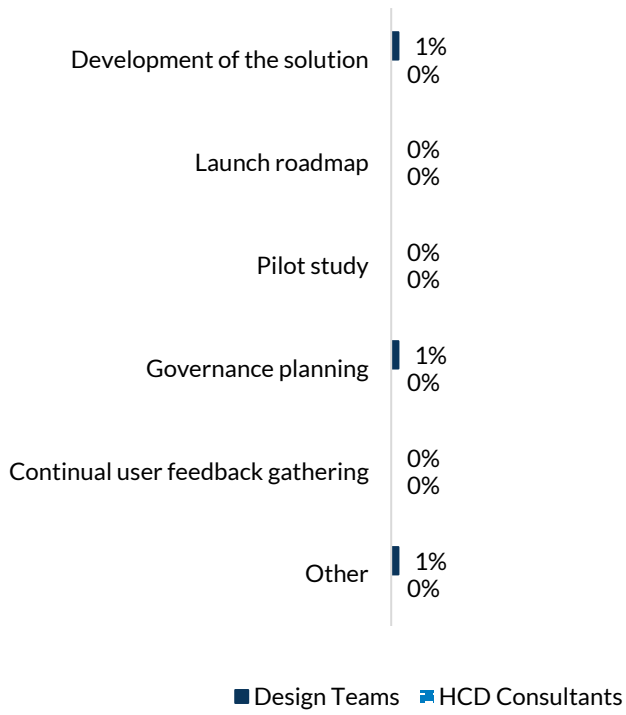 Development of the solution
1%
0%
Launch roadmap
0%
0%
Pilot study
0%
0%
Governance planning
1%
0%
Continual user feedback gathering
0%
0%
Other
1%
0%
Design Teams HCD Consultants